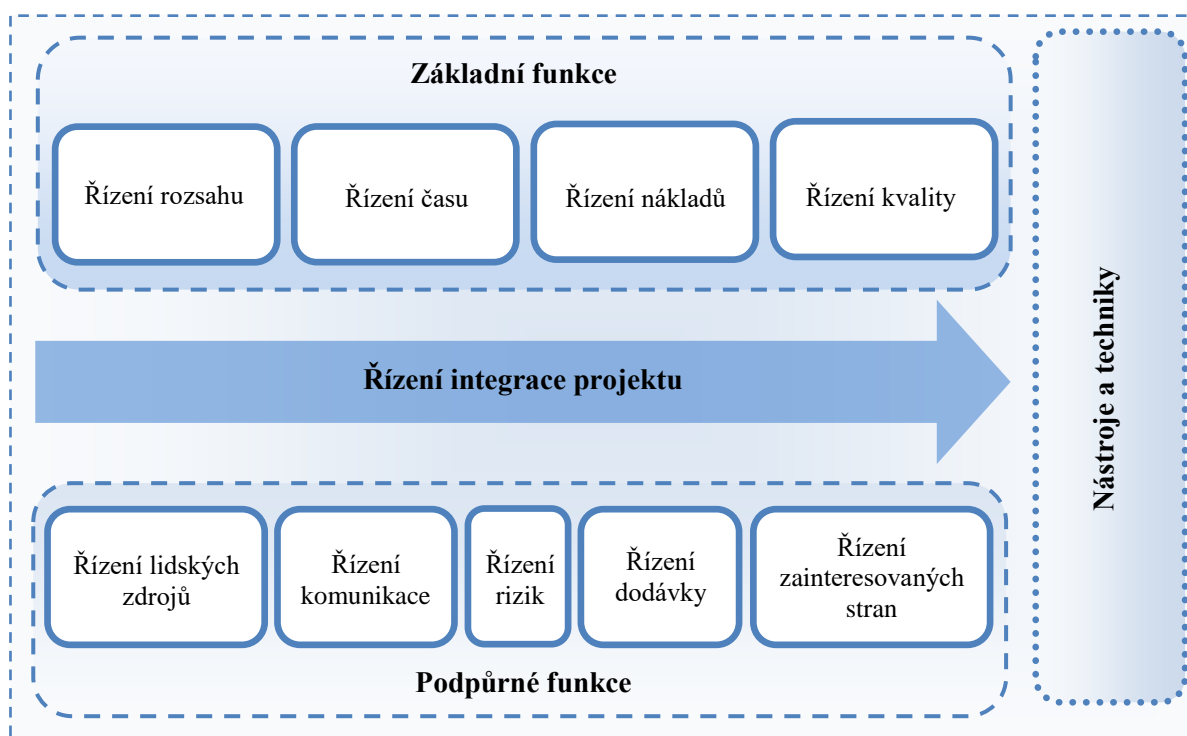 Základní funkce
Řízení rozsahu
Řízení času
Řízení nákladů
Řízení kvality
Řízení integrace projektu
Řízení lidských
zdrojů
Řízení
komunikace
Řízení
rizik
Řízení
dodávky
Řízení
zainteresovaných
stran
Podpůrné funkce
Nástroje a techniky